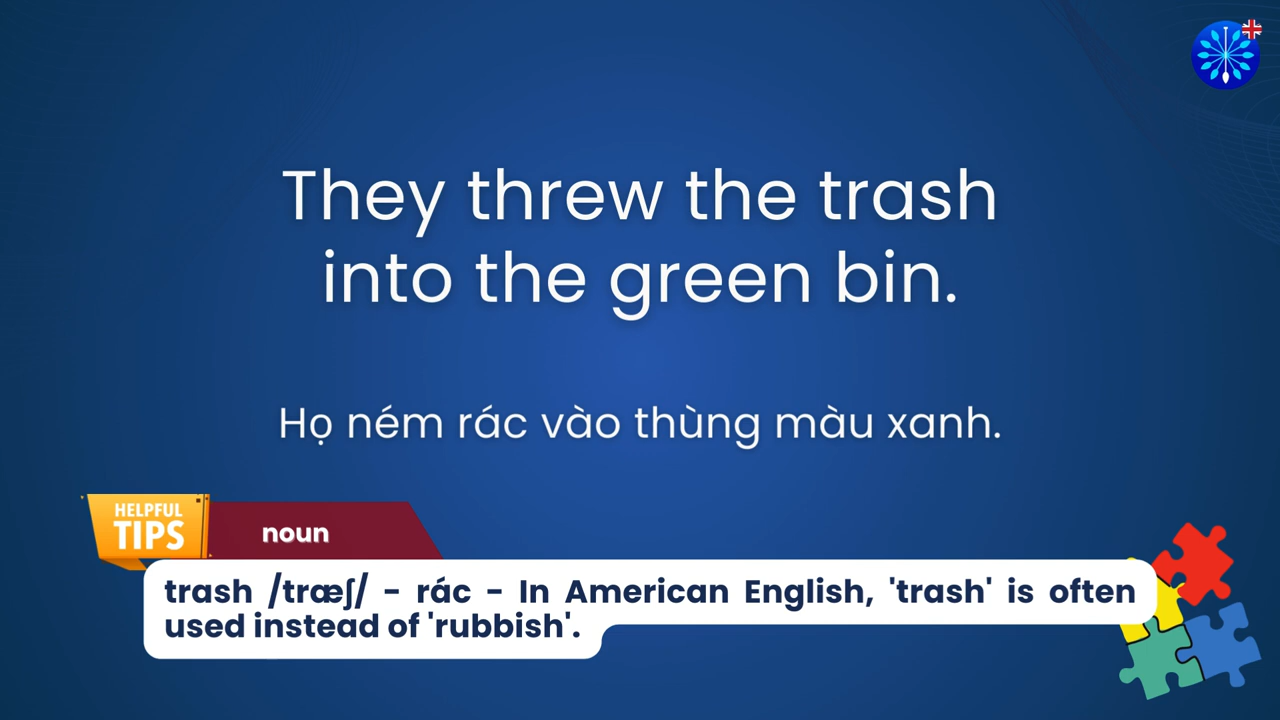 They threw the trash
into the green bin.
Họ ném rác vào thùng màu xanh.
HELPFUL
TIPS
noun
trash /træʃ/ - rác - In American English, 'trash' is often
used instead of 'rubbish'.